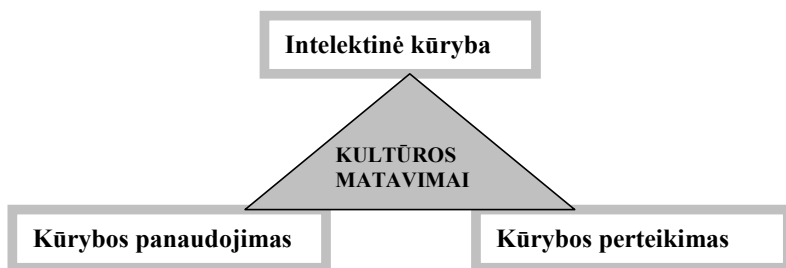 Intelektinė kūryba
KULTŪROS
MATAVIMAI
Kūrybos panaudojimas
Kūrybos perteikimas